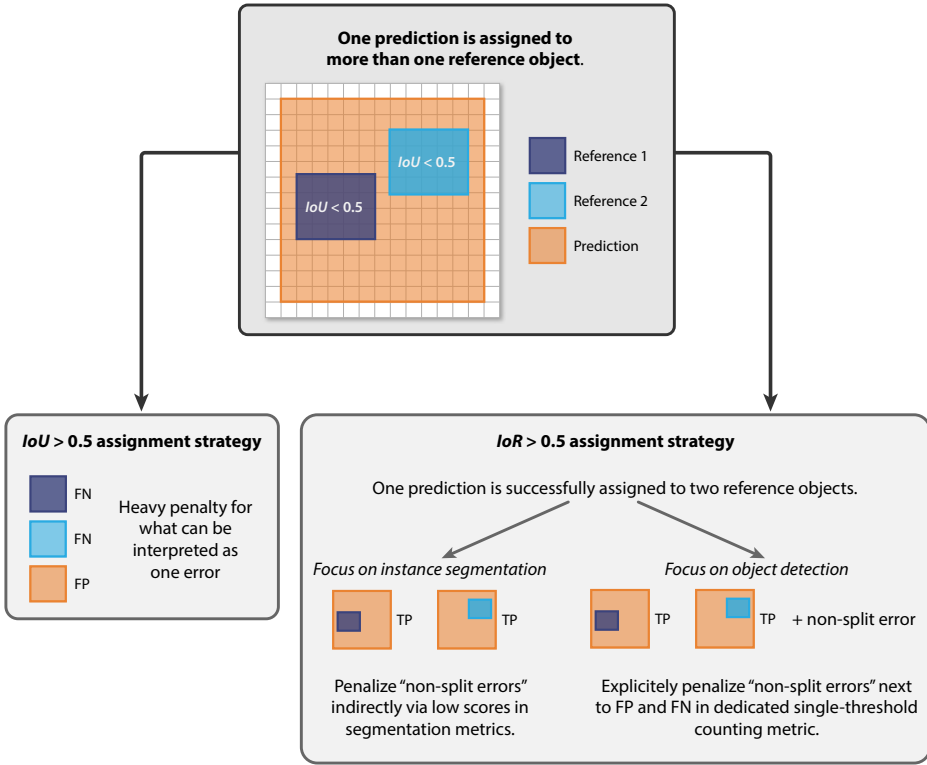 One prediction is assigned to
more than one reference object.
IoU < 0.5
IoU < 0.5
Reference 1
Reference 2
Prediction
IoU > 0.5 assignment strategy
FN
FN
FP
Heavy penalty for
what can be
interpreted as
one error
IoR > 0.5 assignment strategy
One prediction is successfully assigned to two reference objects.
Focus on instance segmentation
TP
TP
Penalize “non-split errors”
indirectly via low scores in
segmentation metrics.
Focus on object detection
TP
TP
+ non-split error
Explicitely penalize “non-split errors” next
to FP and FN in dedicated single-threshold
counting metric.